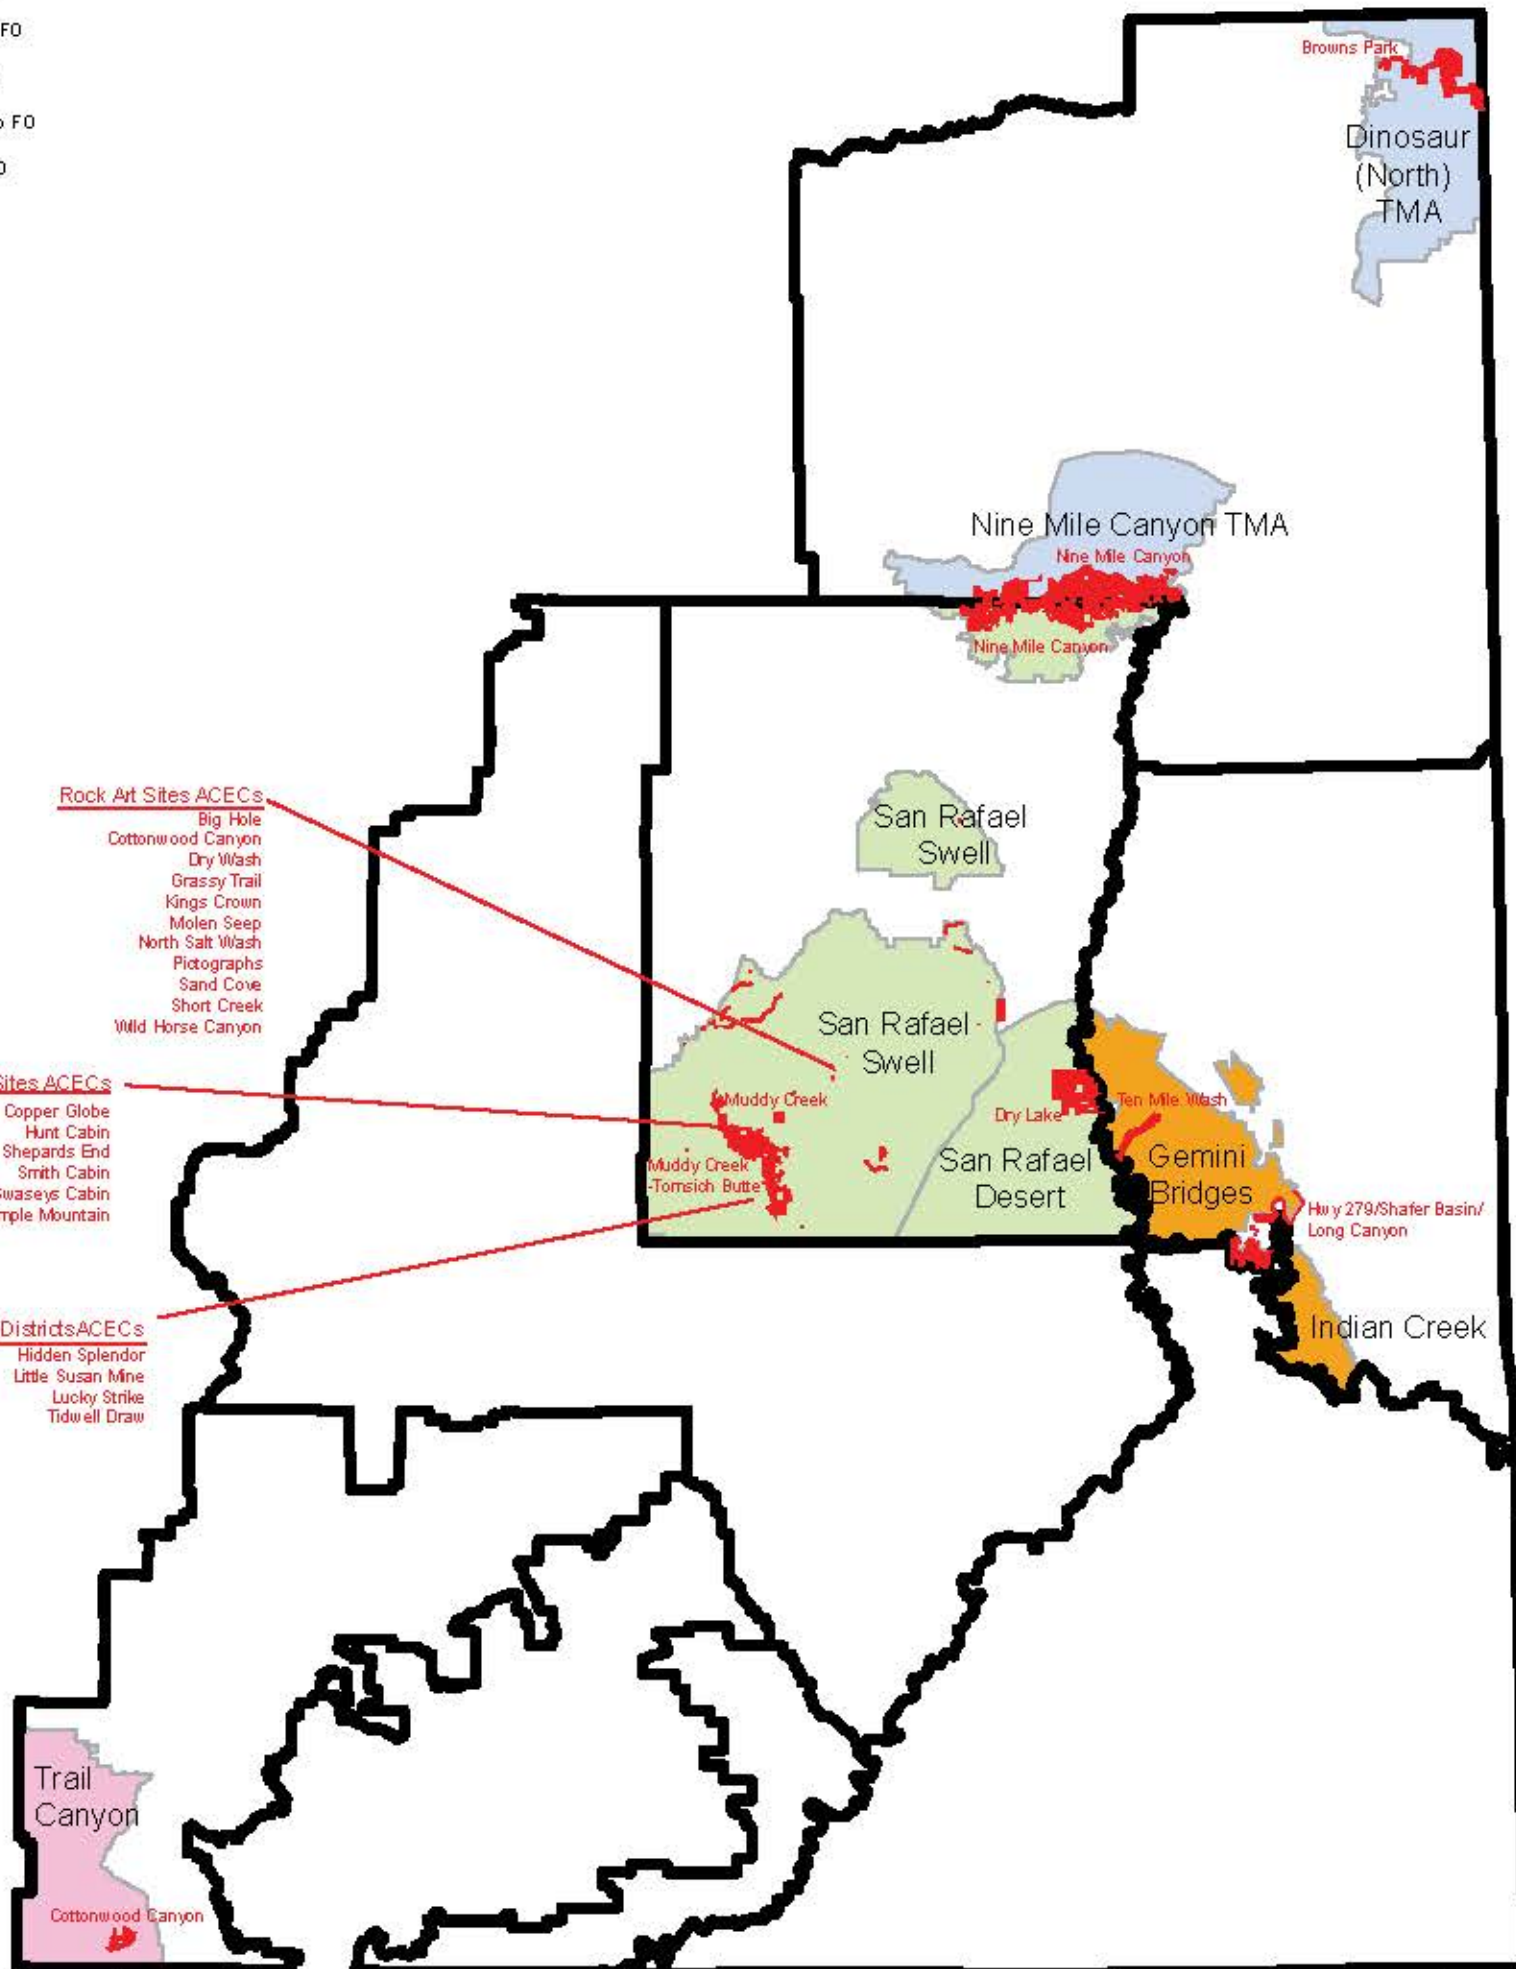 FO
FO
Browns Park
Dinosaur
(North)
TMA
Nine Mile Canyon TMA
Nine Mile Canyon
Nine Mile Canyon
Rock Art Sites ACECs
Big Hole
Cottonwood Canyon
Dry Wash
Grassy Trail
Kings Crown
Molen Seep
North Salt Wash
Pictographs
Sand Cove
Short Creek
Wild Horse Canyon
San Rafael
Swell
San Rafael
Swell
Sites ACECs
Copper Globe
Hunt Cabin
Shepards End
Smith Cabin
Swaseys Cabin
Mountain
Muddy Creek
Muddy Creek
-Tomsich Butte
Dry Lake
San Rafael
Desert
Ten Mile Wash
Gemini
Bridges
Hwy 279/Shafer Basin/
Long Canyon
Indian Creek
DistrictsACECs
Hidden Splendor
Little Susan Mine
Lucky Strike
Tidwell Draw
Trail
Canyon
Cottonwood Canyon